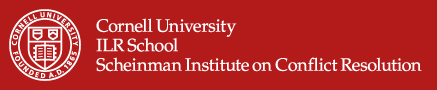 CORNELL UNIVERSITY
FOUNDED A.D. 1865
Cornell University
ILR School
Scheinman Institute on Conflict Resolution